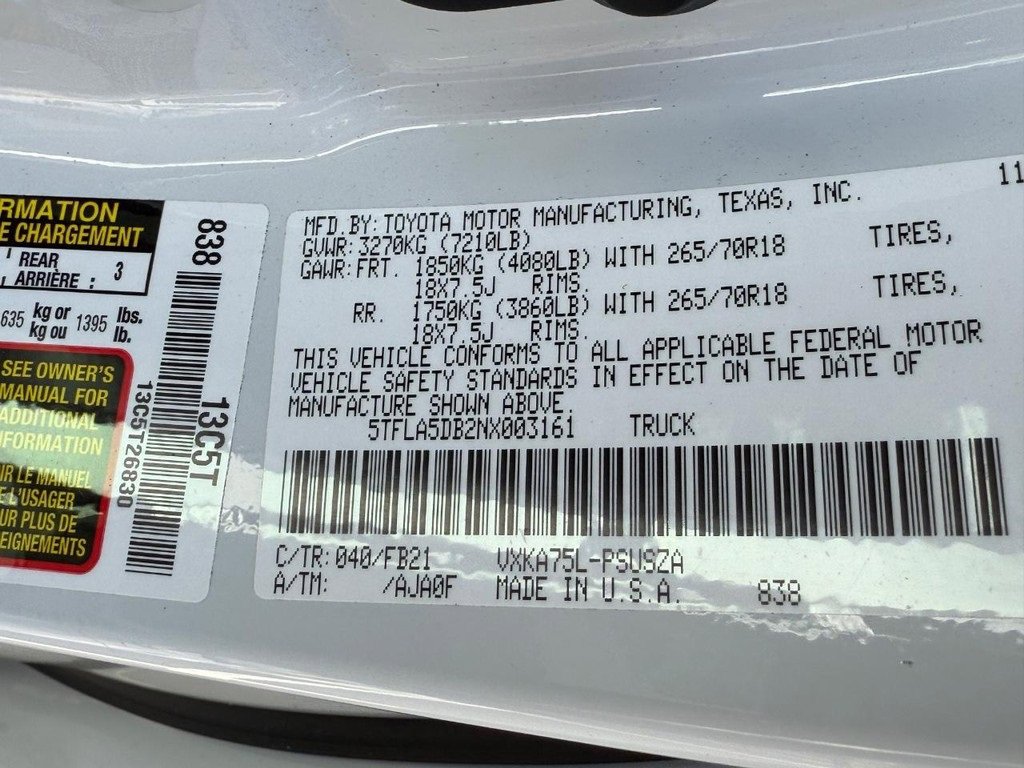 RMATION
E CHARGEMENT
REAR
ARRIÈRE : 3
635 kg or 1395 lbs.
kg ou lb.
SEE OWNER'S
MANUAL FOR
ADDITIONAL
NFORMATION
IR LE MANUEL
E L'USAGER
UR PLUS DE
EIGNEMENTS
838
13C5T
13C5T26830
11
MFD.BY: TOYOTA MOTOR MANUFACTURING, TEXAS, INC.
GVWR: 3270KG (7210LB)
GAWR: FRT. 1850KG (4080LB) WITH 265/70R18 TIRES,
18X7.5J RIMS.
RR. 1750KG (3860LB) WITH 265/70R18 TIRES,
18X7.5J RIMS.
THIS VEHICLE CONFORMS TO ALL APPLICABLE FEDERAL MOTOR
VEHICLE SAFETY STANDARDS IN EFFECT ON THE DATE OF
MANUFACTURE SHOWN ABOVE.
5TFLA5DB2NX003161 TRUCK
C/TR: 040/FB21 VXKA75L-PSUSZA
A/TM: /AJA0F MADE IN U.S.A. 838